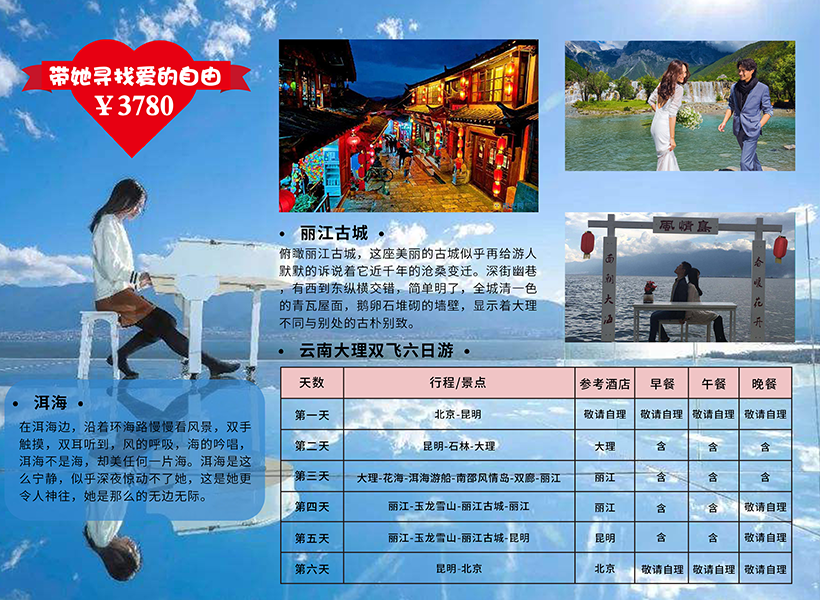 带她寻找爱的自由
￥3780
• 丽江古城 •
俯瞰丽江古城，这座美丽的古城似乎再给游人
默默的诉说着它近千年的沧桑变迁。深街幽巷
，有西到东纵横交错，简单明了，全城清一色
的青瓦屋面，鹅卵石堆砌的墙壁，显示着大理
不同与别处的古朴别致。
風情島
面朝大海
春暖花开
• 云南大理双飞六日游 •
天数 行程/景点 参考酒店 早餐 午餐 晚餐
第一天 北京-昆明 敬请自理 敬请自理 敬请自理 敬请自理
第二天 昆明-石林-大理 大理 含 含 含
第三天 大理-花海-洱海游船-南邵风情岛-双廊-丽江 丽江 含 含 含
第四天 丽江-玉龙雪山-丽江古城-丽江 丽江 含 含 敬请自理
第五天 丽江-玉龙雪山-丽江古城-昆明 昆明 含 含 敬请自理
第六天 昆明-北京 北京 敬请自理 敬请自理 敬请自理
• 洱海 •
在洱海边，沿着环海路慢慢看风景，双手
触摸，双耳听到，风的呼吸，海的吟唱，
洱海不是海，却美任何一片海。洱海是这
么宁静，似乎深夜惊动不了她，这是她更
令人神往，她是那么的无边无际。